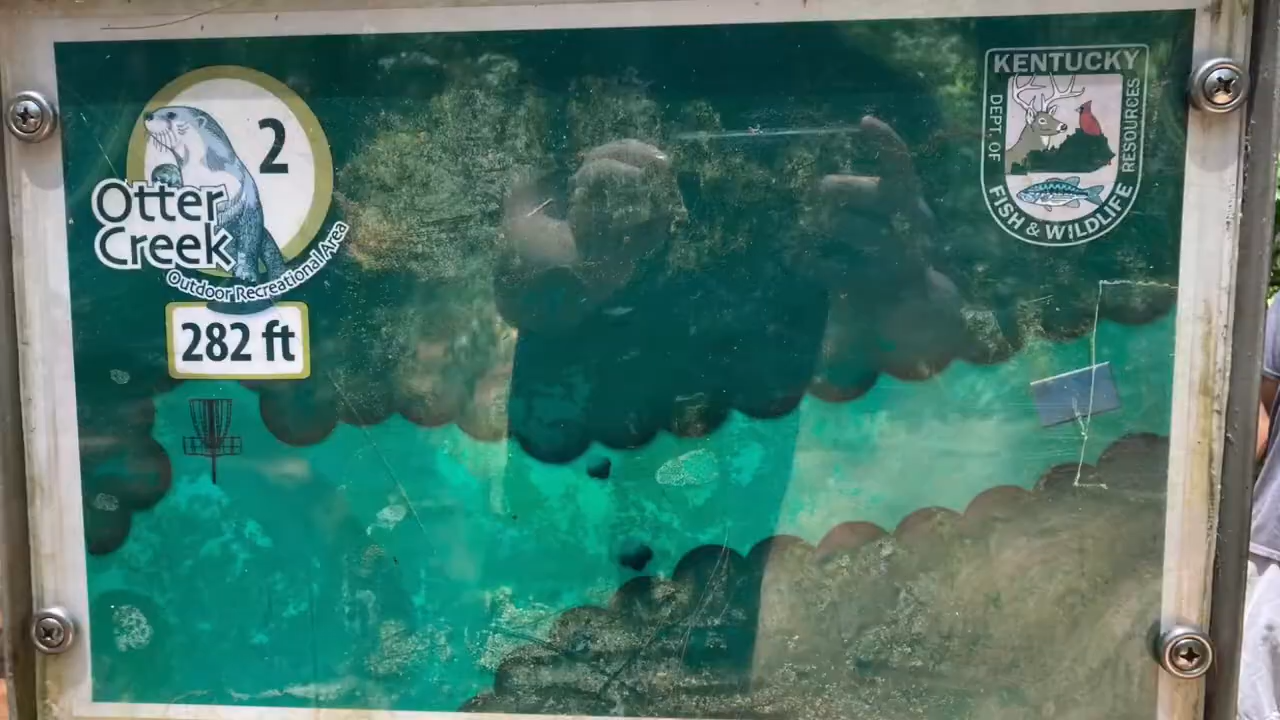 2
Otter
Creek
Outdoor Recreational Area
282 ft
KENTUCKY
DEPT. OF
RESOURCES
FISH & WILDLIFE